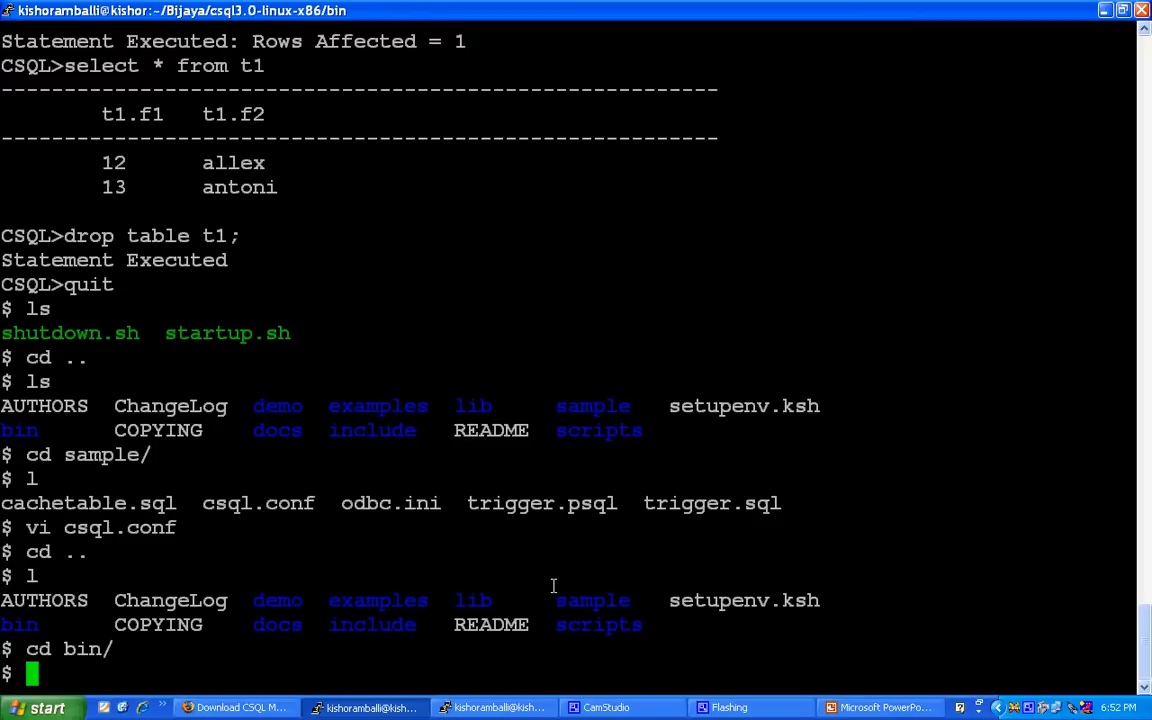 kishoramballi@kishor:~/Bijaya/csql3.0-linux-x86/bin
Statement Executed: Rows Affected = 1
CSQL>select * from t1
---------------------------------------------------------
t1.f1 t1.f2
---------------------------------------------------------
12 allex
13 antoni
CSQL>drop table t1;
Statement Executed
CSQL>quit
$ ls
shutdown.sh startup.sh
$ cd ..
$ ls
AUTHORS ChangeLog demo examples lib sample setupenv.ksh
bin COPYING docs include README scripts
$ cd sample/
$ l
cachetable.sql csql.conf odbc.ini trigger.psql trigger.sql
$ vi csql.conf
$ cd ..
$ l
AUTHORS ChangeLog demo examples lib sample setupenv.ksh
bin COPYING docs include README scripts
$ cd bin/
$
start » Download CSQL M... kishoramballi@kish... kishoramballi@kish... CamStudio Flashing Microsoft PowerPo... 6:52 PM